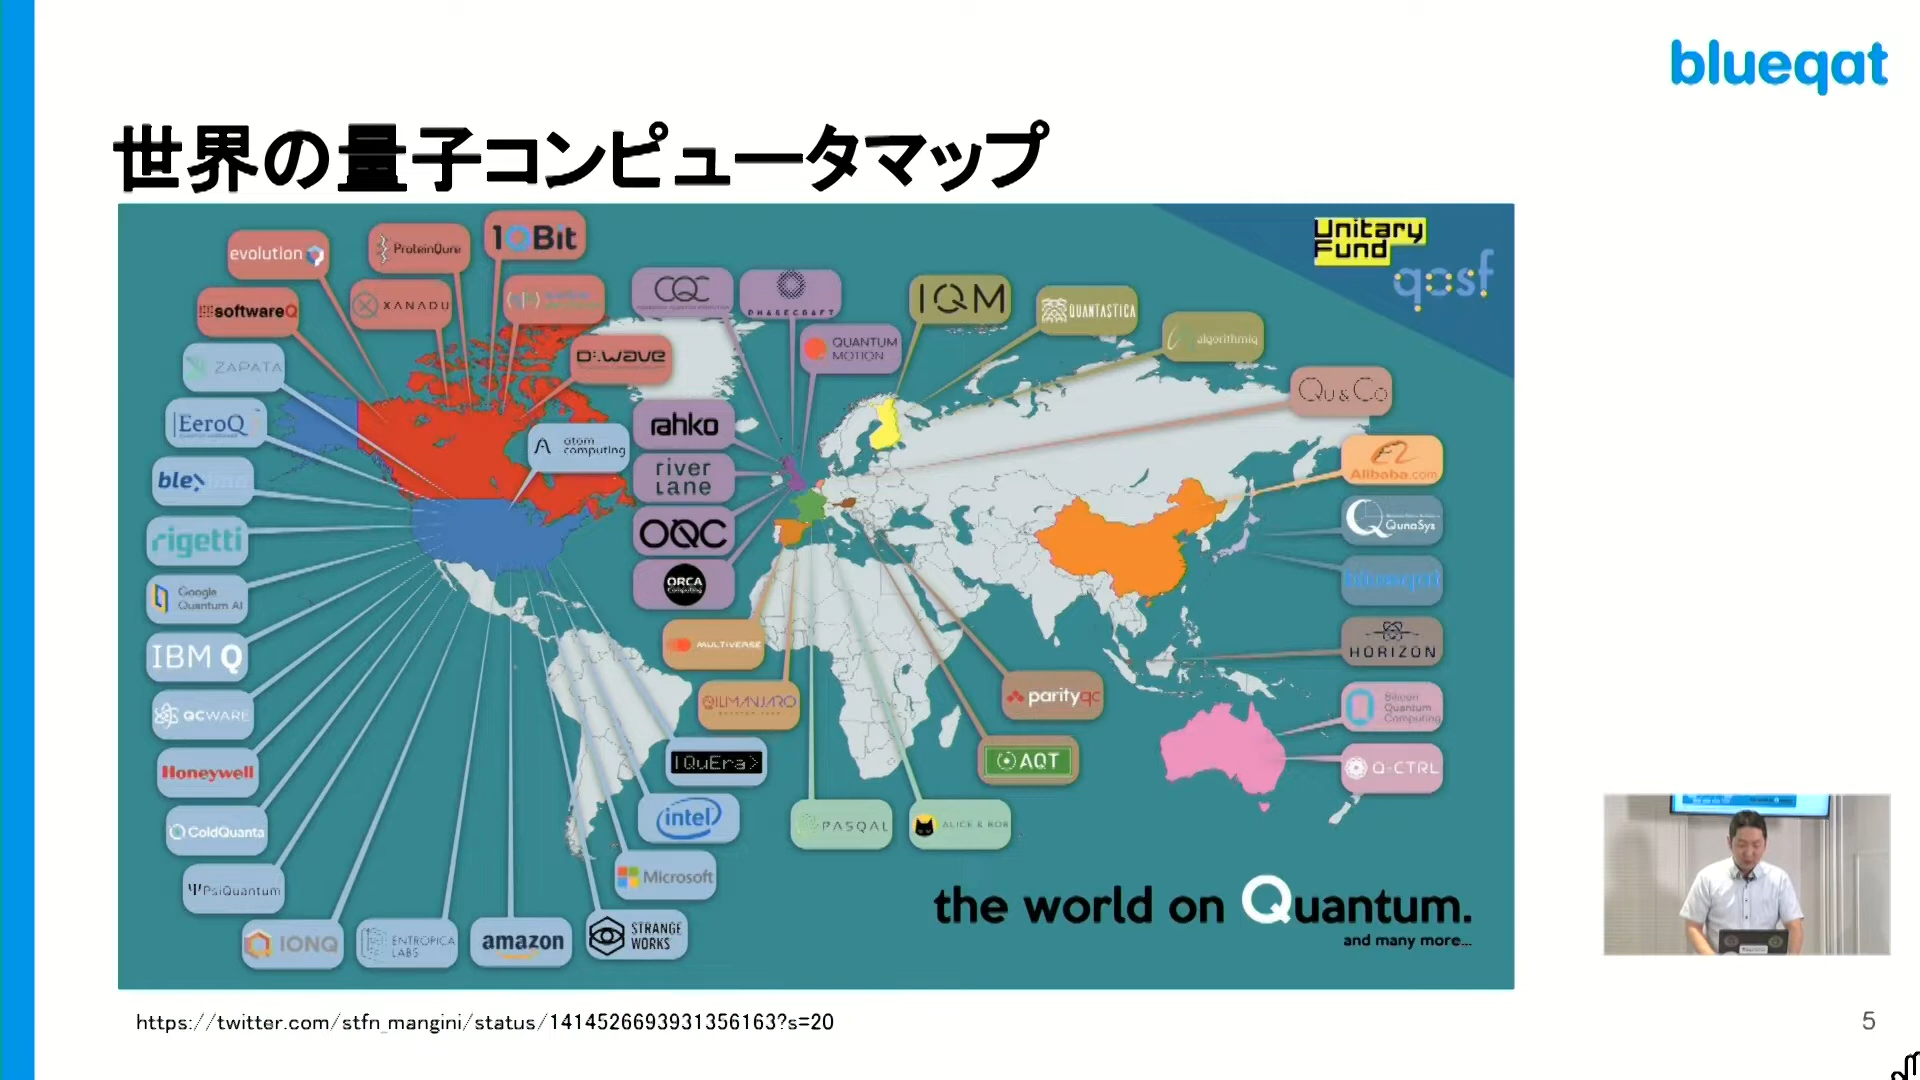 blueqat
世界の量子コンピュータマップ
Unitary
Fund
qosf
evolution
ProteinQure
1QBit
softwareQ
XANADU
D:wave
ZAPATA
EeroQ
atom
computing
rigetti
Google
Quantum AI
IBM Q
QCWARE
Honeywell
ColdQuanta
ΨPsiQuantum
IONQ
ENTROPICA
LABS
amazon
STRANGE
WORKS
Microsoft
intel
|QuEra>
CQC
PHASECRAFT
QUANTUM
MOTION
rahko
river
Lane
OQC
ORCA
Computing
MULTIVERSE
QILIMANJARO
PASQAL
ALICE & BOB
parityqc
AQT
IQM
QUANTASTICA
algorithmiq
Qu & Co
Alibaba.com
QunaSys
blueqat
HORIZON
Silicon
Quantum
Computing
Q-CTRL
the world on Quantum.
and many more...
https://twitter.com/stfn_mangini/status/1414526693931356163?s=20
5